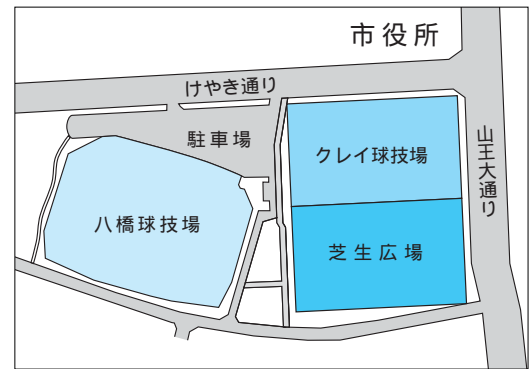 市役所
けやき通り
駐車場
クレイ球技場
山王大通り
八橋球技場
芝生広場